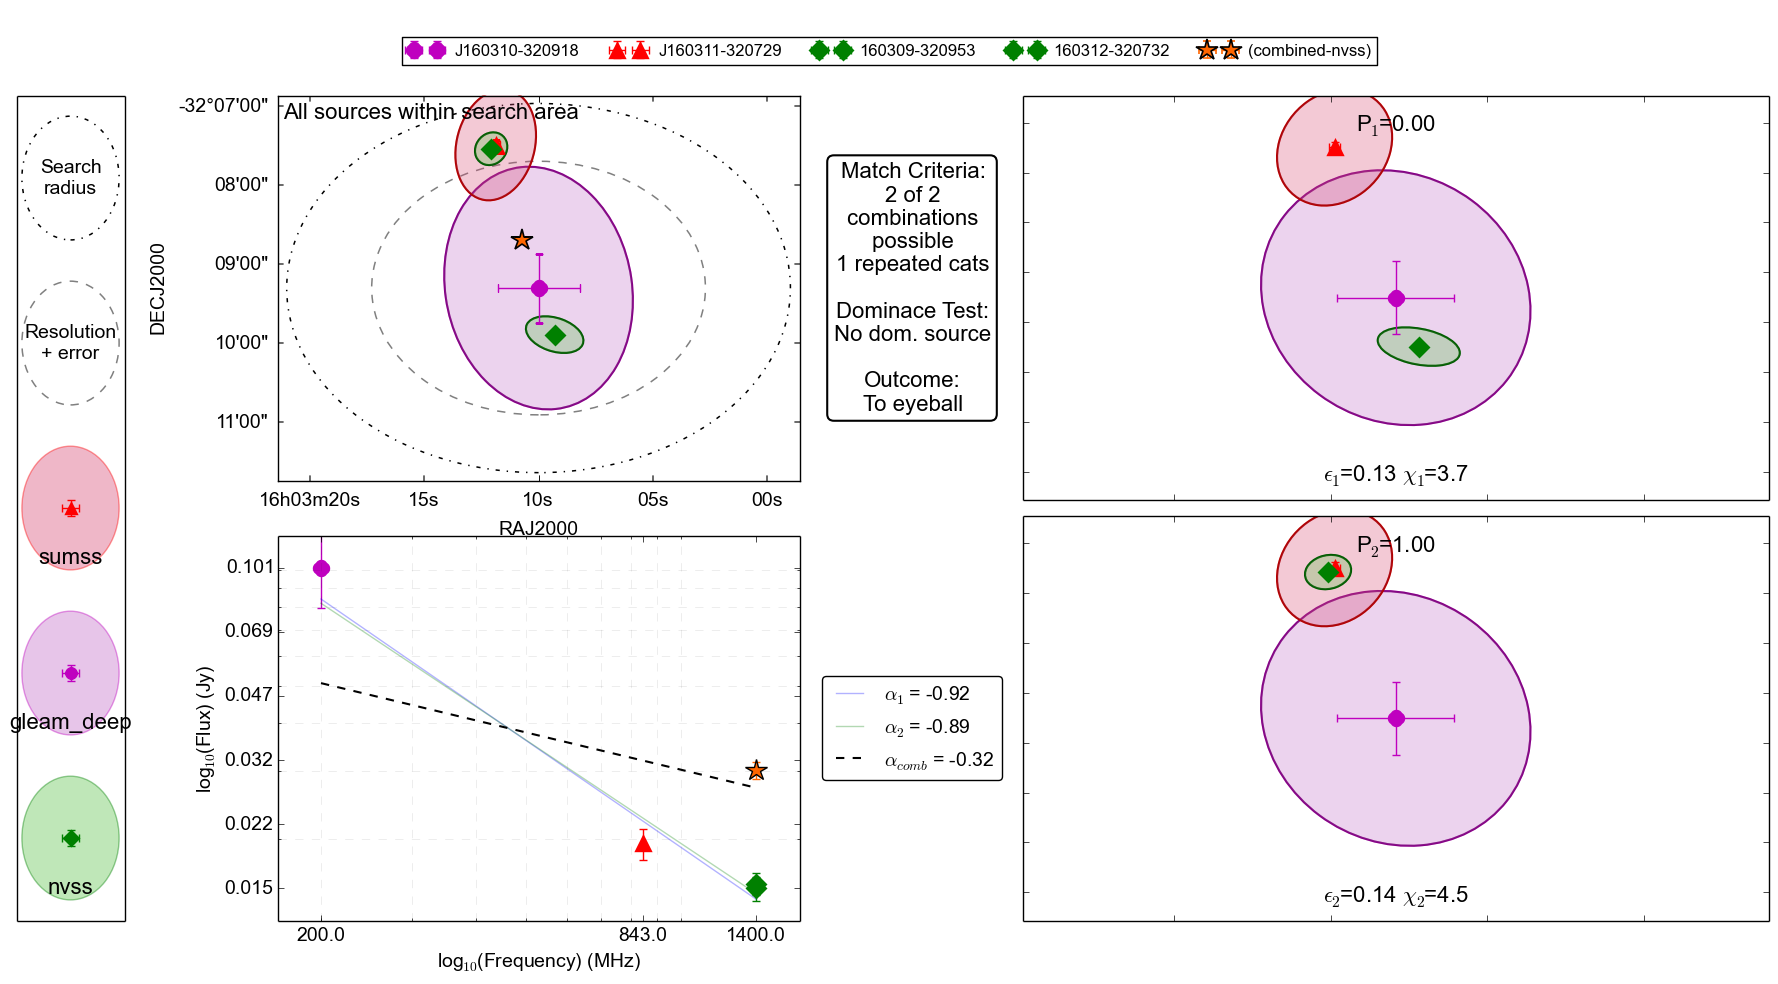 J160310-320918 J160311-320729 160309-320953 160312-320732 (combined-nvss)
Search
radius
Resolution
+ error
sumss
gleam_deep
nvss
All sources within search area
-32°07'00"
08'00"
09'00"
10'00"
11'00"
DECJ2000
16h03m20s 15s 10s 05s 00s
RAJ2000
Match Criteria:
2 of 2
combinations
possible
1 repeated cats
Dominace Test:
No dom. source
Outcome:
To eyeball
P1=0.00
ϵ1=0.13 χ1=3.7
0.101
0.069
0.047
0.032
0.022
0.015
log10(Flux) (Jy)
200.0 843.0 1400.0
log10(Frequency) (MHz)
α1 = -0.92
α2 = -0.89
αcomb = -0.32
P2=1.00
ϵ2=0.14 χ2=4.5